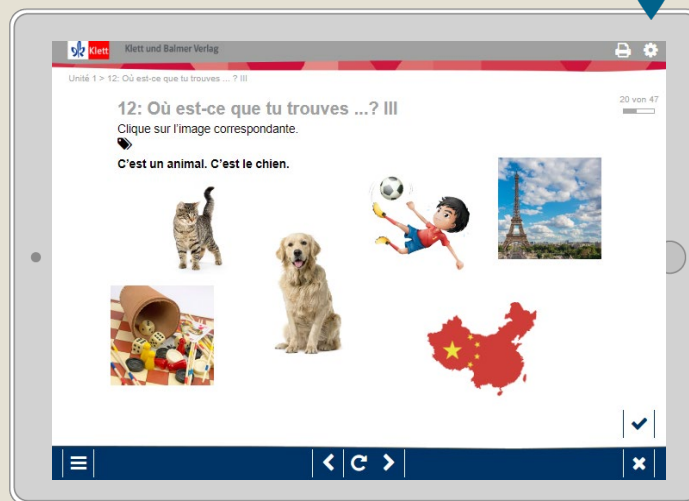 Klett
Klett und Balmer Verlag
Unité 1 > 12: Où est-ce que tu trouves ... ? III
20 von 47
12: Où est-ce que tu trouves ...? III
Clique sur l'image correspondante.
C'est un animal. C'est le chien.